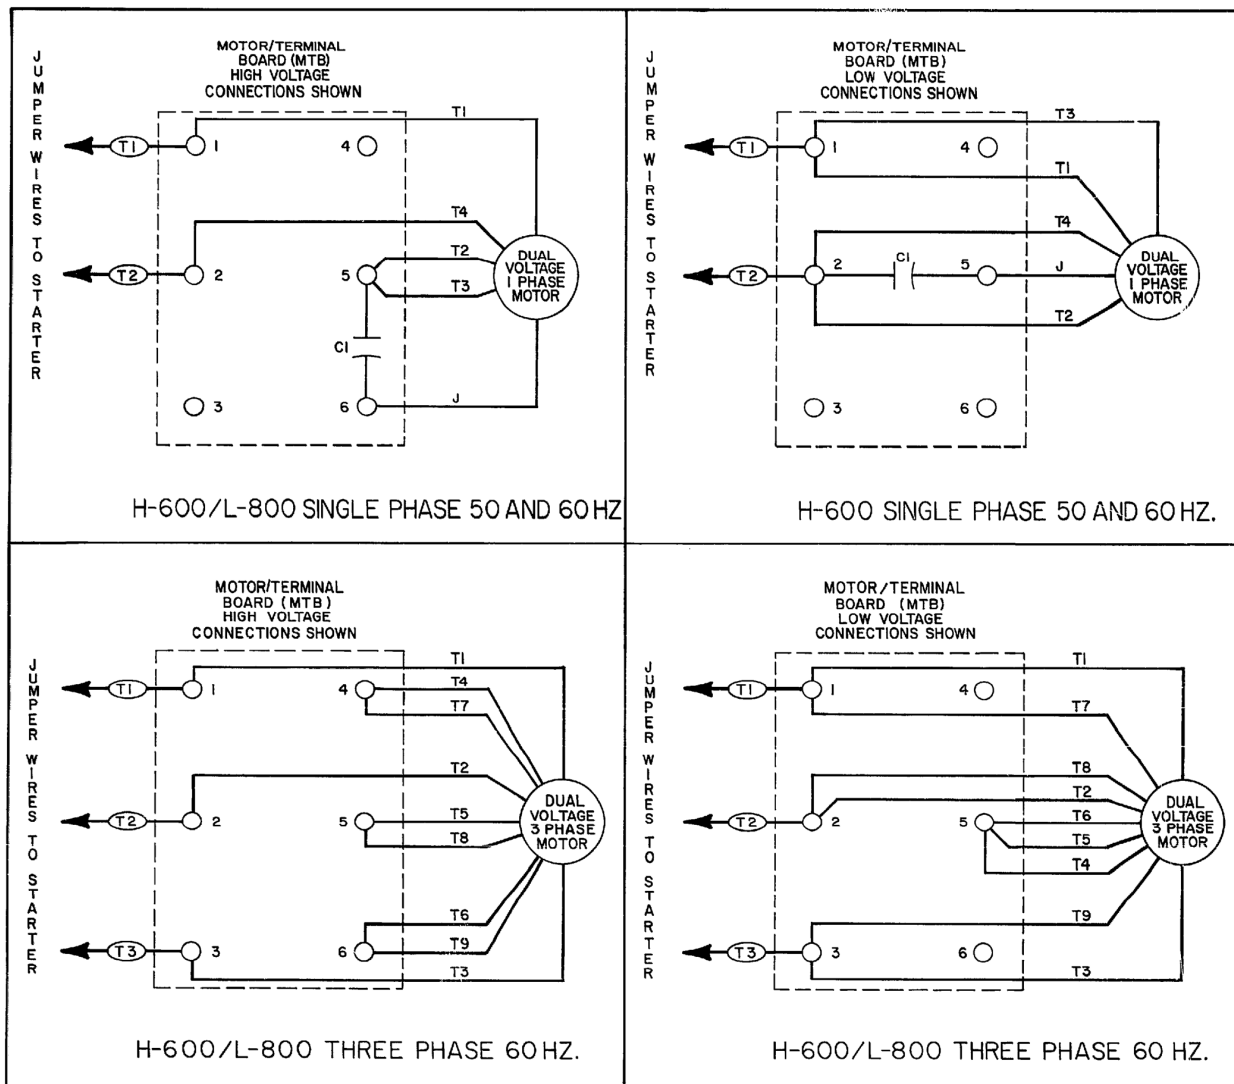 MOTOR/TERMINAL
BOARD (MTB)
HIGH VOLTAGE
CONNECTIONS SHOWN
JUMPER WIRES TO STARTER
T1
T1
1
4
T4
T2
2
5
T2
T3
DUAL
VOLTAGE
1 PHASE
MOTOR
C1
3
6
J
H-600/L-800 SINGLE PHASE 50 AND 60 HZ
MOTOR/TERMINAL
BOARD (MTB)
LOW VOLTAGE
CONNECTIONS SHOWN
JUMPER WIRES TO STARTER
T3
T1
1
4
T1
T4
T2
2
C1
5
J
DUAL
VOLTAGE
1 PHASE
MOTOR
T2
3
6
H-600 SINGLE PHASE 50 AND 60 HZ.
MOTOR/TERMINAL
BOARD (MTB)
HIGH VOLTAGE
CONNECTIONS SHOWN
JUMPER WIRES TO STARTER
T1
T1
1
4
T4
T7
T2
T2
2
5
T5
T8
DUAL
VOLTAGE
3 PHASE
MOTOR
T6
T3
3
6
T9
T3
H-600/L-800 THREE PHASE 60 HZ.
MOTOR/TERMINAL
BOARD (MTB)
LOW VOLTAGE
CONNECTIONS SHOWN
JUMPER WIRES TO STARTER
T1
T1
1
4
T7
T8
T2
T2
2
5
T6
T5
T4
DUAL
VOLTAGE
3 PHASE
MOTOR
T9
T3
3
6
T3
H-600/L-800 THREE PHASE 60 HZ.